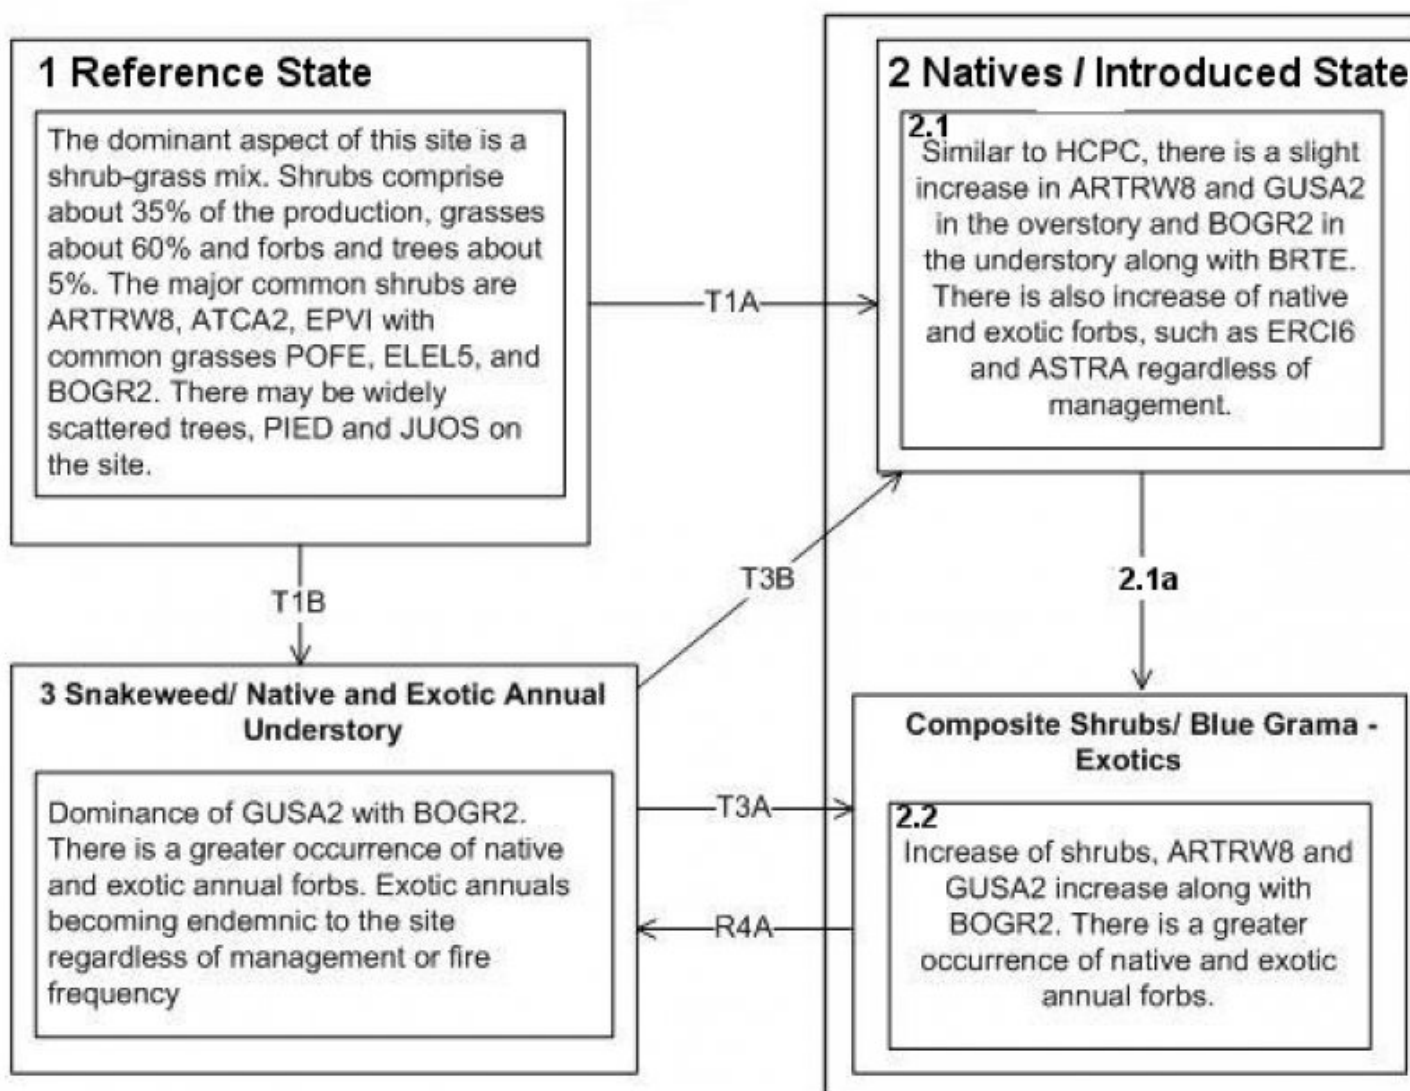 1 Reference State
The dominant aspect of this site is a
shrub-grass mix. Shrubs comprise
about 35% of the production, grasses
about 60% and forbs and trees about
5%. The major common shrubs are
ARTRW8, ATCA2, EPVI with
common grasses POFE, ELEL5, and
BOGR2. There may be widely
scattered trees, PIED and JUOS on
the site.
T1A
2 Natives / Introduced State
2.1
Similar to HCPC, there is a slight
increase in ARTRW8 and GUSA2
in the overstory and BOGR2 in
the understory along with BRTE.
There is also increase of native
and exotic forbs, such as ERCI6
and ASTRA regardless of
management.
T1B
T3B
2.1a
3 Snakeweed/ Native and Exotic Annual
Understory
Dominance of GUSA2 with BOGR2.
There is a greater occurrence of native
and exotic annual forbs. Exotic annuals
becoming endemnic to the site
regardless of management or fire
frequency
T3A
R4A
Composite Shrubs/ Blue Grama -
Exotics
2.2
Increase of shrubs, ARTRW8 and
GUSA2 increase along with
BOGR2. There is a greater
occurrence of native and exotic
annual forbs.